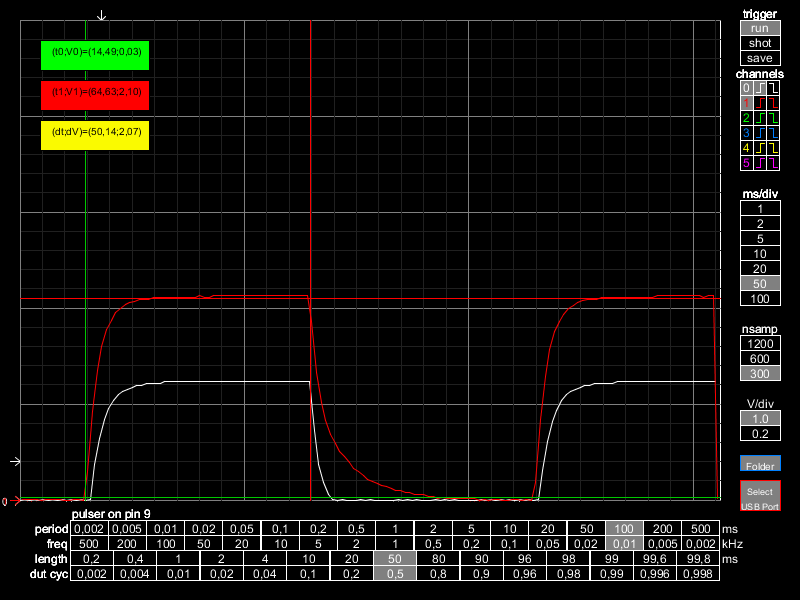 trigger
run
shot
save
channels
0
1
2
3
4
5
(t0;V0)=(14,49;0,03)
(t1;V1)=(64,63;2,10)
(dt;dV)=(50,14;2,07)
ms/div
1
2
5
10
20
50
100
nsamp
1200
600
300
V/div
1.0
0.2
Folder
Select
USB Port
0
pulser on pin 9
period 0,002 0,005 0,01 0,02 0,05 0,1 0,2 0,5 1 2 5 10 20 50 100 200 500 ms
freq 500 200 100 50 20 10 5 2 1 0,5 0,2 0,1 0,05 0,02 0,01 0,005 0,002 kHz
length 0,2 0,4 1 2 4 10 20 50 80 90 96 98 99 99,6 99,8 ms
dut cyc 0,002 0,004 0,01 0,02 0,04 0,1 0,2 0,5 0,8 0,9 0,96 0,98 0,99 0,996 0,998